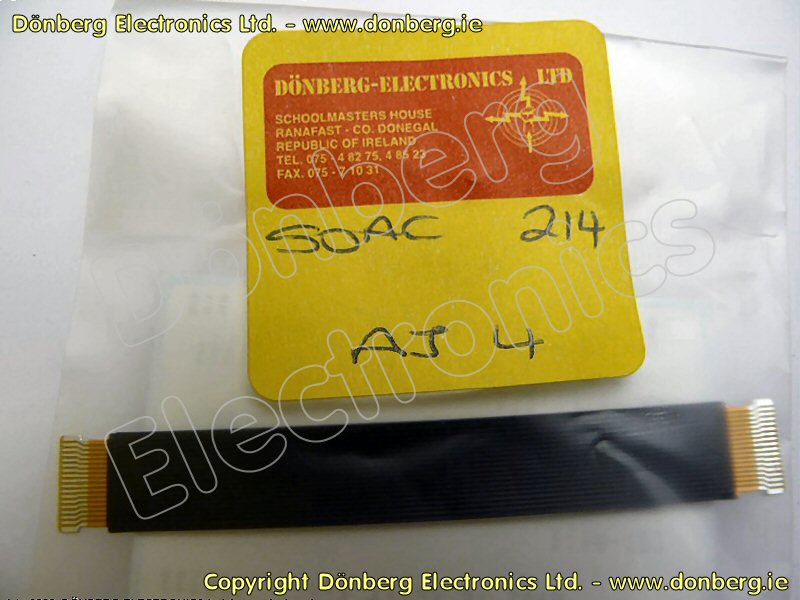 Dönberg Electronics Ltd. - www.donberg.ie
DÖNBERG-ELECTRONICS LTD
SCHOOLMASTERS HOUSE
RANAFAST - CO. DONEGAL
REPUBLIC OF IRELAND
TEL. 075 - 4 82 75, 4 85 23
FAX. 075 - 7 10 31
SOAC 214
AJ 4
Dönberg
Electronics
Copyright Dönberg Electronics Ltd. - www.donberg.ie